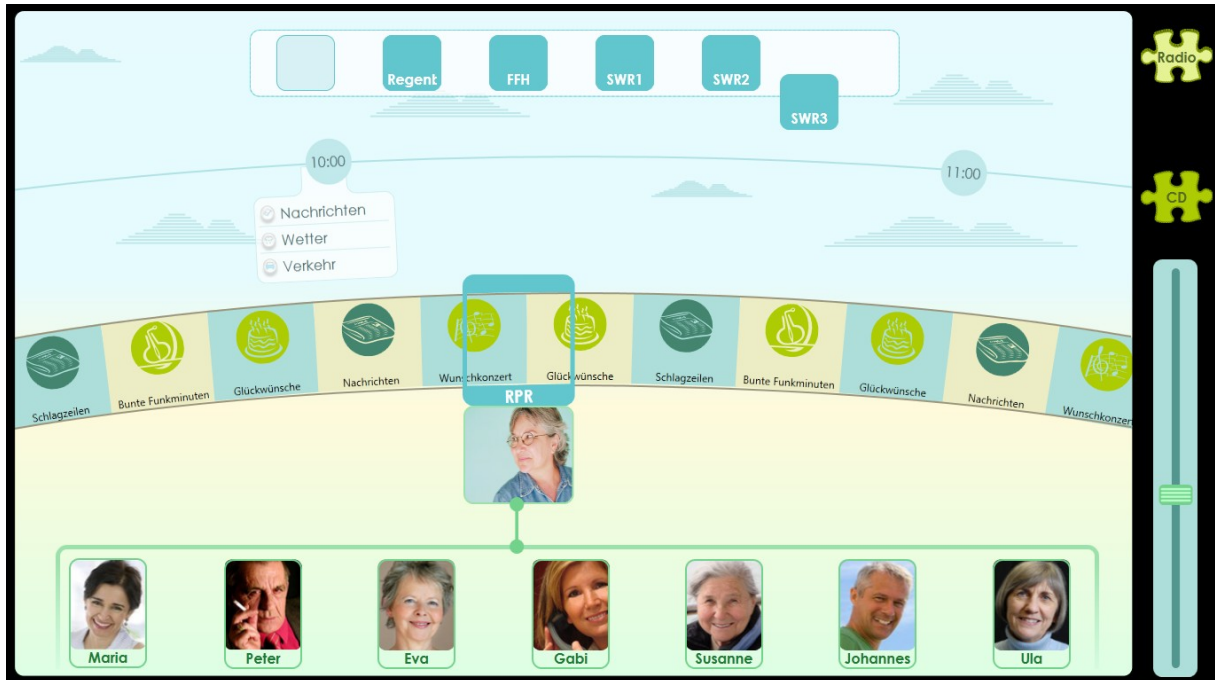 Regent
FFH
SWR1
SWR2
SWR3
Radio
10:00
11:00
CD
Nachrichten
Wetter
Verkehr
Schlagzeilen
Bunte Funkminuten
Glückwünsche
Nachrichten
Wunschkonzert
Glückwünsche
Schlagzeilen
Bunte Funkminuten
Glückwünsche
Nachrichten
Wunschkonzert
RPR
Maria
Peter
Eva
Gabi
Susanne
Johannes
Ula